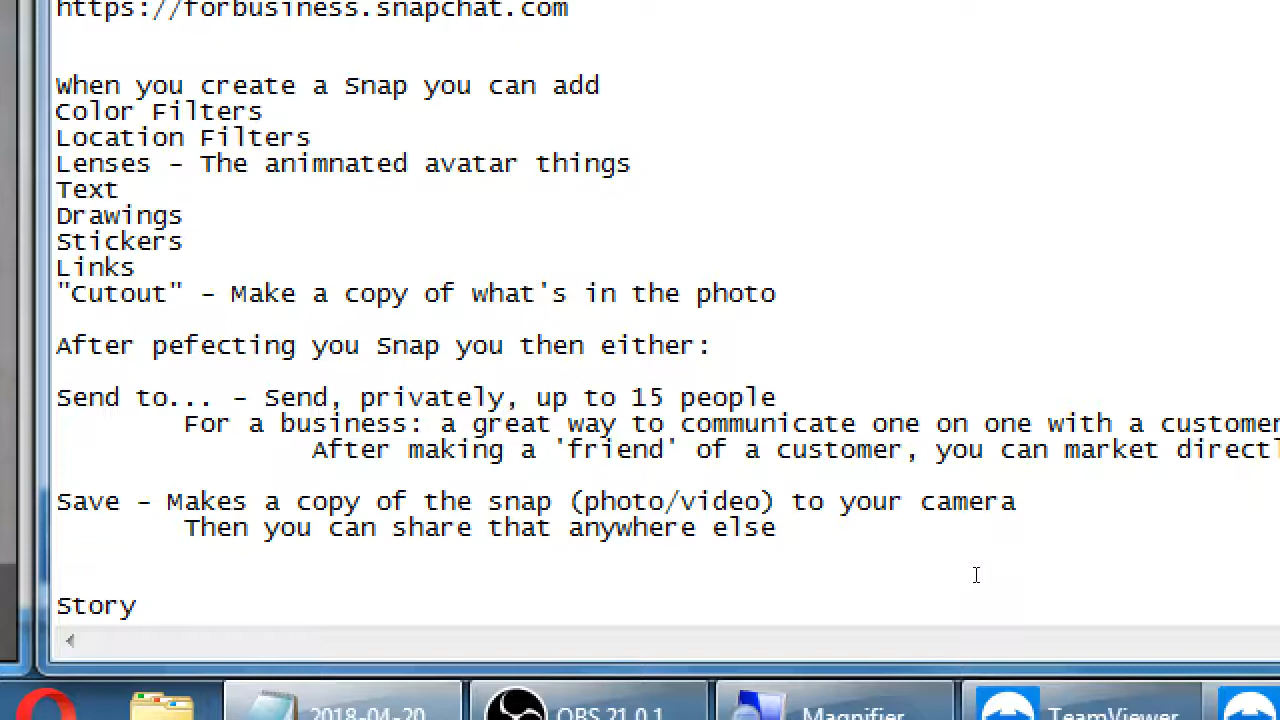 https://forbusiness.snapchat.com
When you create a Snap you can add
Color Filters
Location Filters
Lenses - The animnated avatar things
Text
Drawings
Stickers
Links
"Cutout" - Make a copy of what's in the photo
After pefecting you Snap you then either:
Send to... - Send, privately, up to 15 people
For a business: a great way to communicate one on one with a customer
After making a 'friend' of a customer, you can market directl
Save - Makes a copy of the snap (photo/video) to your camera
Then you can share that anywhere else
Story
2018-04-20
OBS 21.0.1
Magnifier
TeamViewer